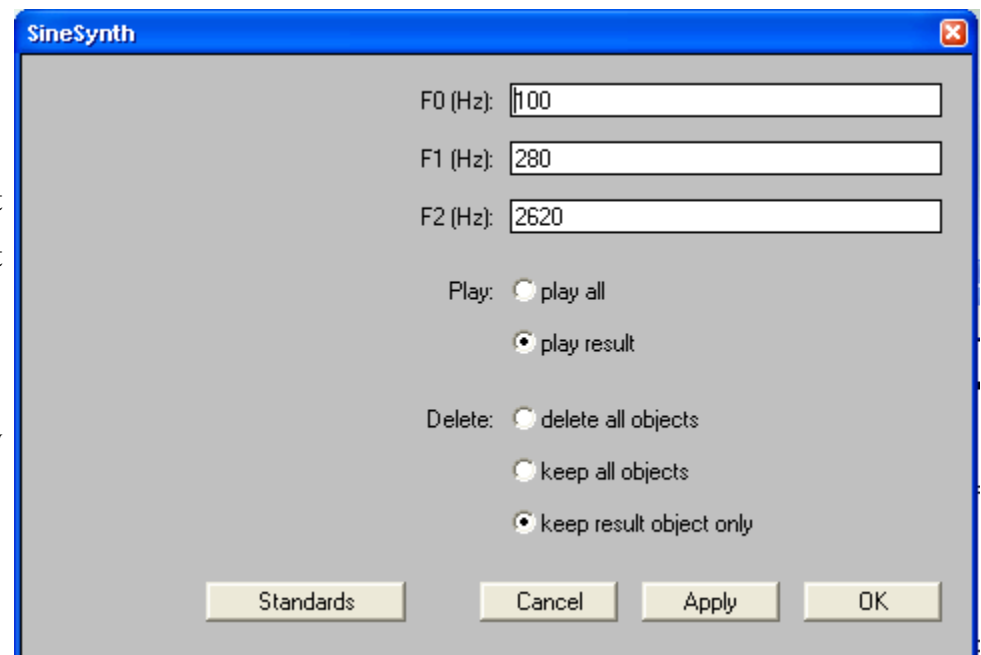 SineSynth
F0 (Hz): 100
F1 (Hz): 280
F2 (Hz): 2620
Play: play all
play result
Delete: delete all objects
keep all objects
keep result object only
Standards Cancel Apply OK